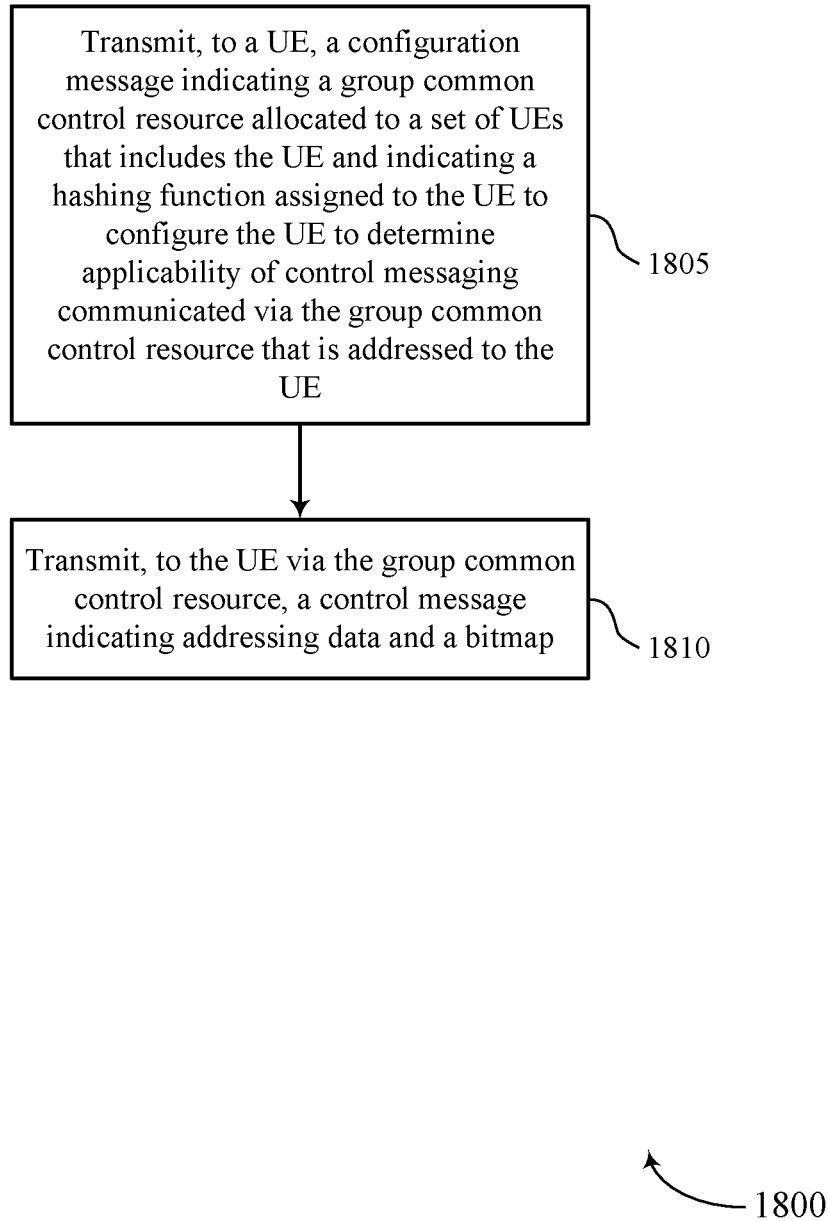 Transmit, to a UE, a configuration
message indicating a group common
control resource allocated to a set of UEs
that includes the UE and indicating a
hashing function assigned to the UE to
configure the UE to determine
applicability of control messaging
communicated via the group common
control resource that is addressed to the
UE
1805
Transmit, to the UE via the group common
control resource, a control message
indicating addressing data and a bitmap
1810
1800